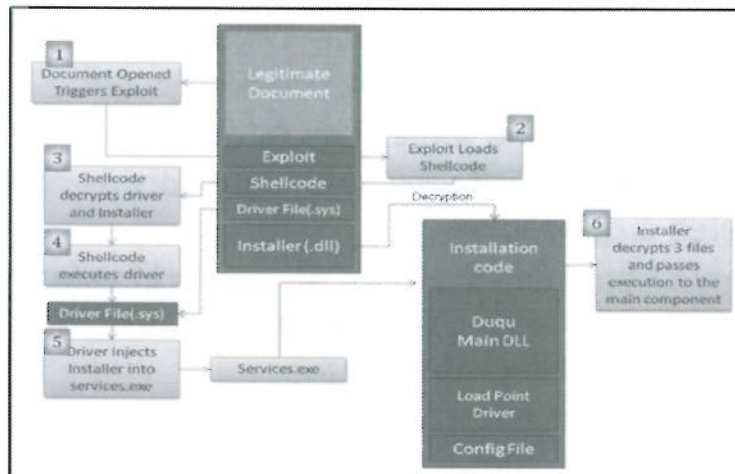 1
Document Opened
Triggers Exploit
Legitimate
Document
2
Exploit
Exploit Loads
Shellcode
3
Shellcode
decrypts driver
and Installer
Shellcode
Driver File(.sys)
Installer (.dll)
Decryption
4
Shellcode
executes driver
Driver File(.sys)
5
Driver Injects
Installer into
services.exe
Services.exe
Installation
code
Duqu
Main DLL
Load Point
Driver
Config File
6
Installer
decrypts 3 files
and passes
execution to the
main component